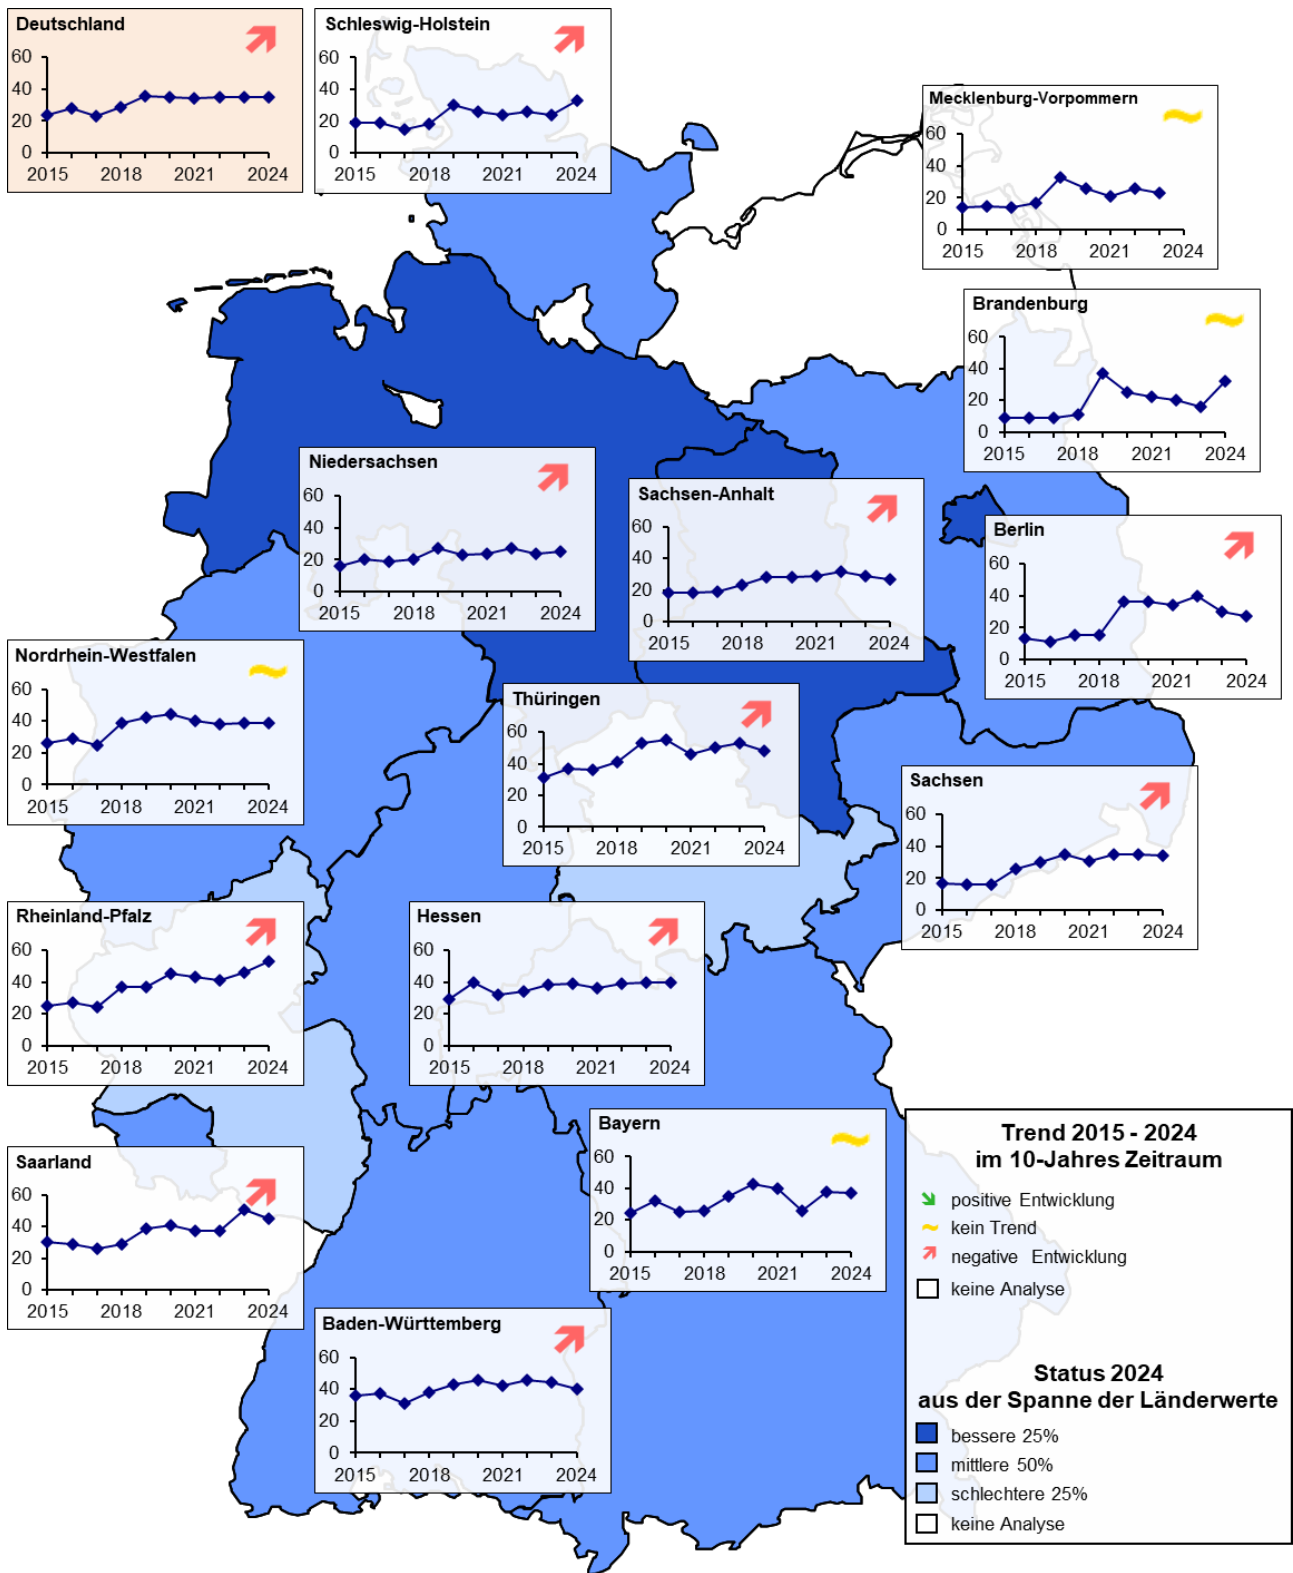 Deutschland
60
40
20
0
2015 2018 2021 2024
Schleswig-Holstein
60
40
20
0
2015 2018 2021 2024
Mecklenburg-Vorpommern
60
40
20
0
2015 2018 2021 2024
Brandenburg
60
40
20
0
2015 2018 2021 2024
Niedersachsen
60
40
20
0
2015 2018 2021 2024
Sachsen-Anhalt
60
40
20
0
2015 2018 2021 2024
Berlin
60
40
20
0
2015 2018 2021 2024
Nordrhein-Westfalen
60
40
20
0
2015 2018 2021 2024
Thüringen
60
40
20
0
2015 2018 2021 2024
Sachsen
60
40
20
0
2015 2018 2021 2024
Rheinland-Pfalz
60
40
20
0
2015 2018 2021 2024
Hessen
60
40
20
0
2015 2018 2021 2024
Bayern
60
40
20
0
2015 2018 2021 2024
Saarland
60
40
20
0
2015 2018 2021 2024
Baden-Württemberg
60
40
20
0
2015 2018 2021 2024
Trend 2015 - 2024
im 10-Jahres Zeitraum
positive Entwicklung
kein Trend
negative Entwicklung
keine Analyse
Status 2024
aus der Spanne der Länderwerte
bessere 25%
mittlere 50%
schlechtere 25%
keine Analyse